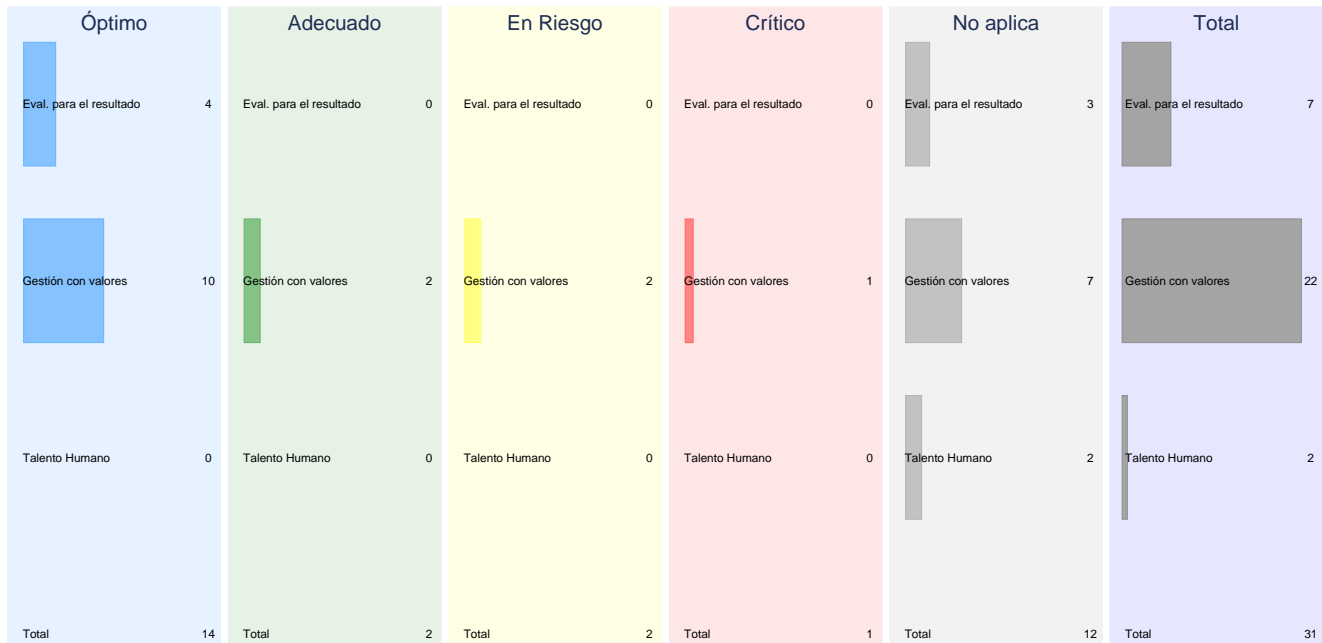 Óptimo Adecuado En Riesgo Crítico No aplica Total
Eval. para el resultado 4 Eval. para el resultado 0 Eval. para el resultado 0 Eval. para el resultado 0 Eval. para el resultado 3 Eval. para el resultado 7
Gestión con valores 10 Gestión con valores 2 Gestión con valores 2 Gestión con valores 1 Gestión con valores 7 Gestión con valores 22
Talento Humano 0 Talento Humano 0 Talento Humano 0 Talento Humano 0 Talento Humano 2 Talento Humano 2
Total 14 Total 2 Total 2 Total 1 Total 12 Total 31